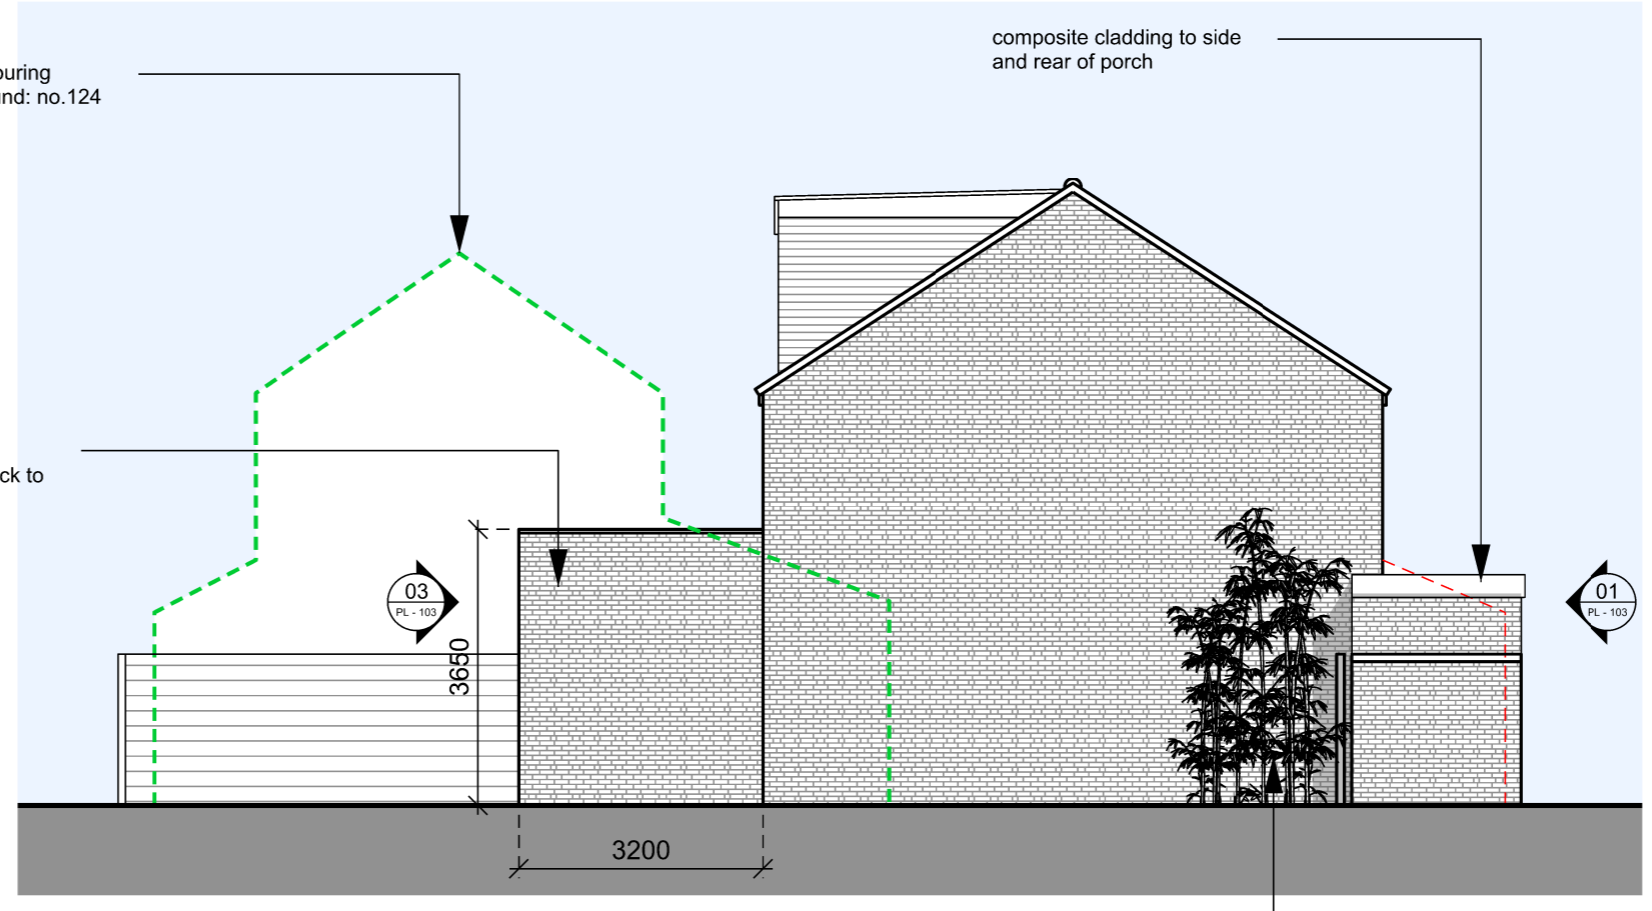 composite cladding to side
and rear of porch
ouring
und: no.124
ck to
03
PL - 103
01
PL - 103
3650
3200